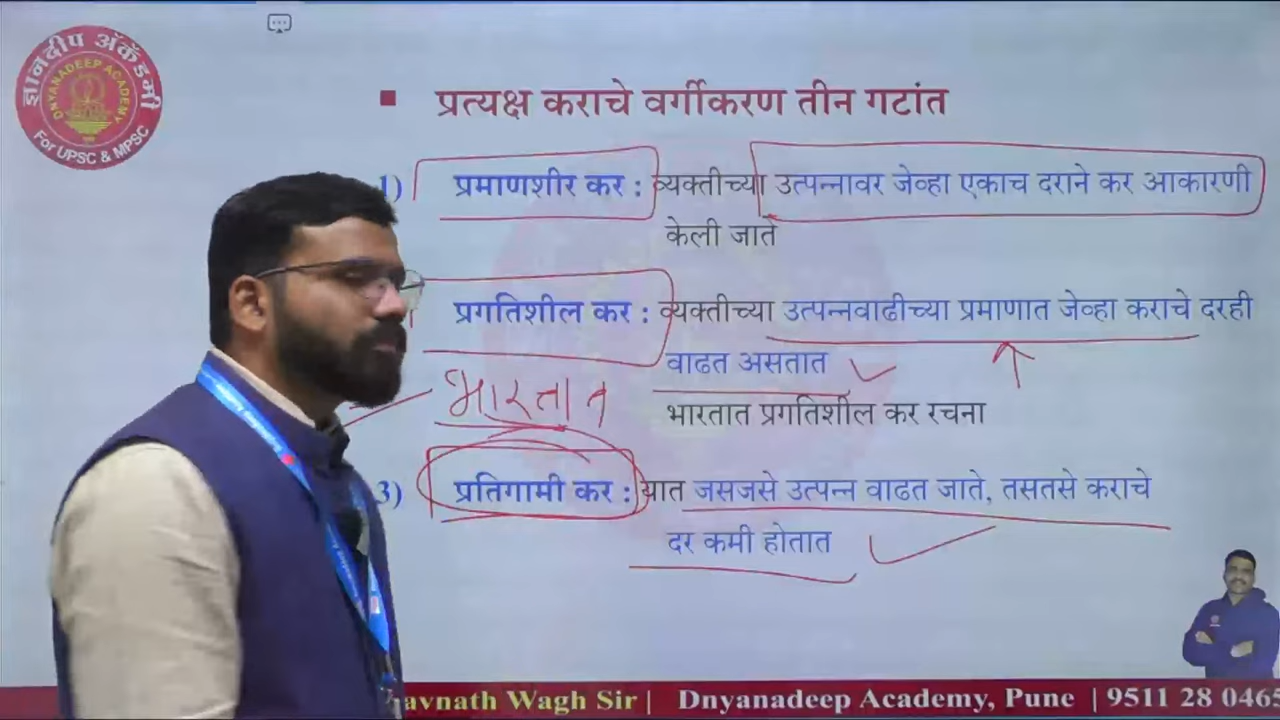 ज्ञानदीप अ‍ॅकॅडमी
DNYANADEEP ACADEMY
For UPSC & MPSC
प्रत्यक्ष कराचे वर्गीकरण तीन गटांत
1) प्रमाणशीर कर : व्यक्तीच्या उत्पन्नावर जेव्हा एकाच दराने कर आकारणी
केली जाते
प्रगतिशील कर : व्यक्तीच्या उत्पन्नवाढीच्या प्रमाणात जेव्हा कराचे दरही
वाढत असतात
भारतात
भारतात प्रगतिशील कर रचना
3) प्रतिगामी कर : यात जसजसे उत्पन्न वाढत जाते, तसतसे कराचे
दर कमी होतात
avnath Wagh Sir | Dnyanadeep Academy, Pune | 9511 28 0465